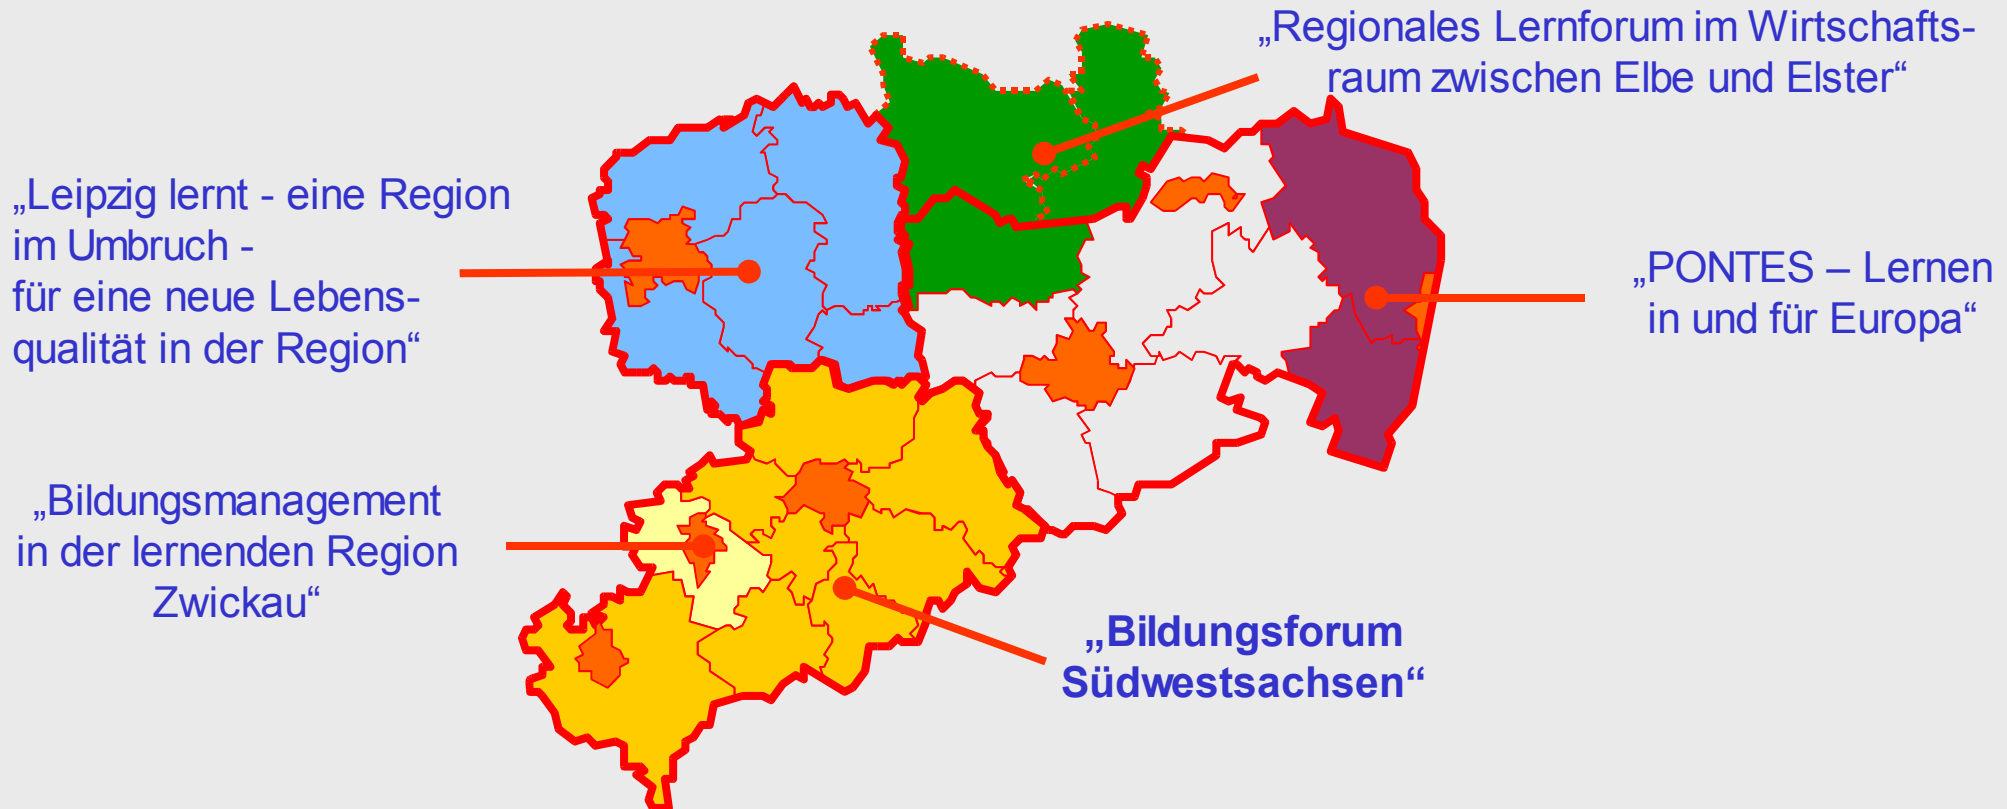 „Regionales Lernforum im Wirtschafts-
raum zwischen Elbe und Elster“
„Leipzig lernt - eine Region
im Umbruch -
für eine neue Lebens-
qualität in der Region“
„PONTES – Lernen
in und für Europa“
„Bildungsmanagement
in der lernenden Region
Zwickau“
„Bildungsforum
Südwestsachsen“